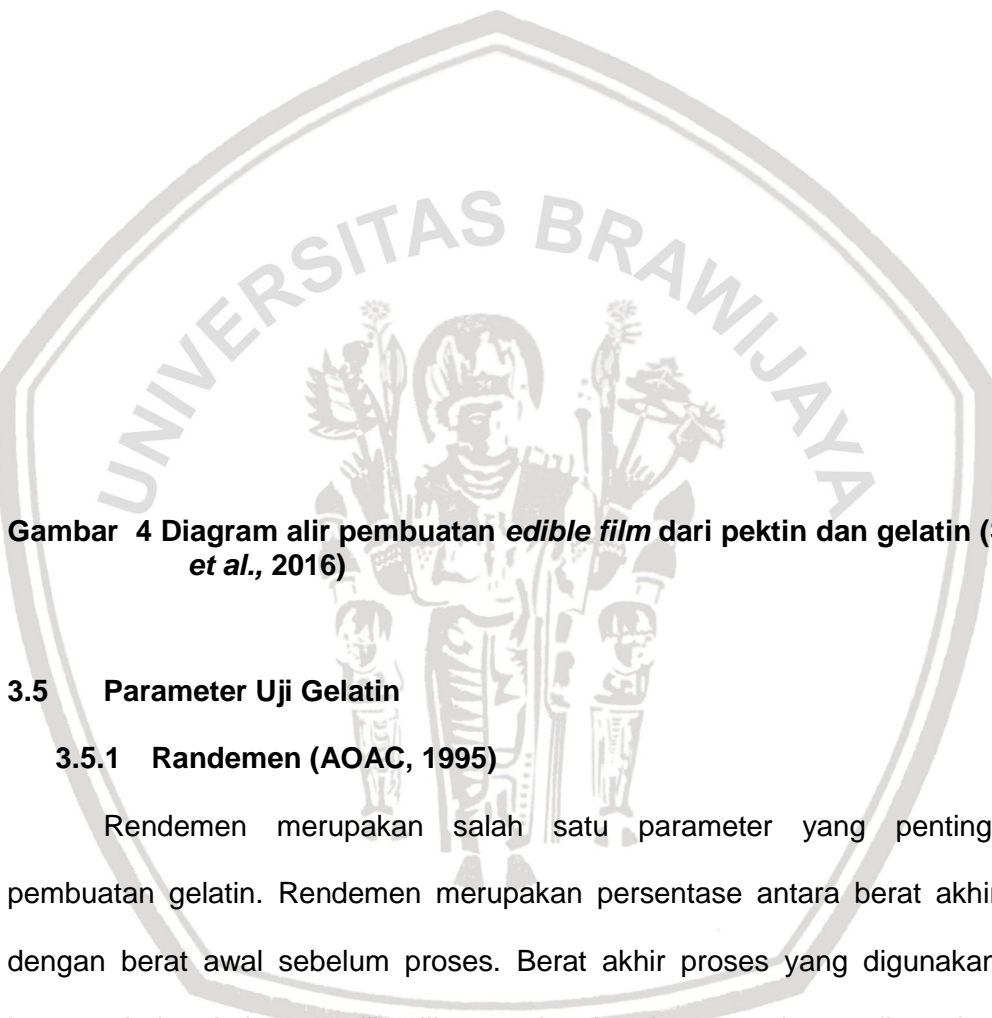 UNIVERSITAS BRAWIJAYA
Gambar 4 Diagram alir pembuatan edible film dari pektin dan gelatin (
et al., 2016)
3.5 Parameter Uji Gelatin
3.5.1 Randemen (AOAC, 1995)
Rendemen merupakan salah satu parameter yang penting
pembuatan gelatin. Rendemen merupakan persentase antara berat akhir
dengan berat awal sebelum proses. Berat akhir proses yang digunakan